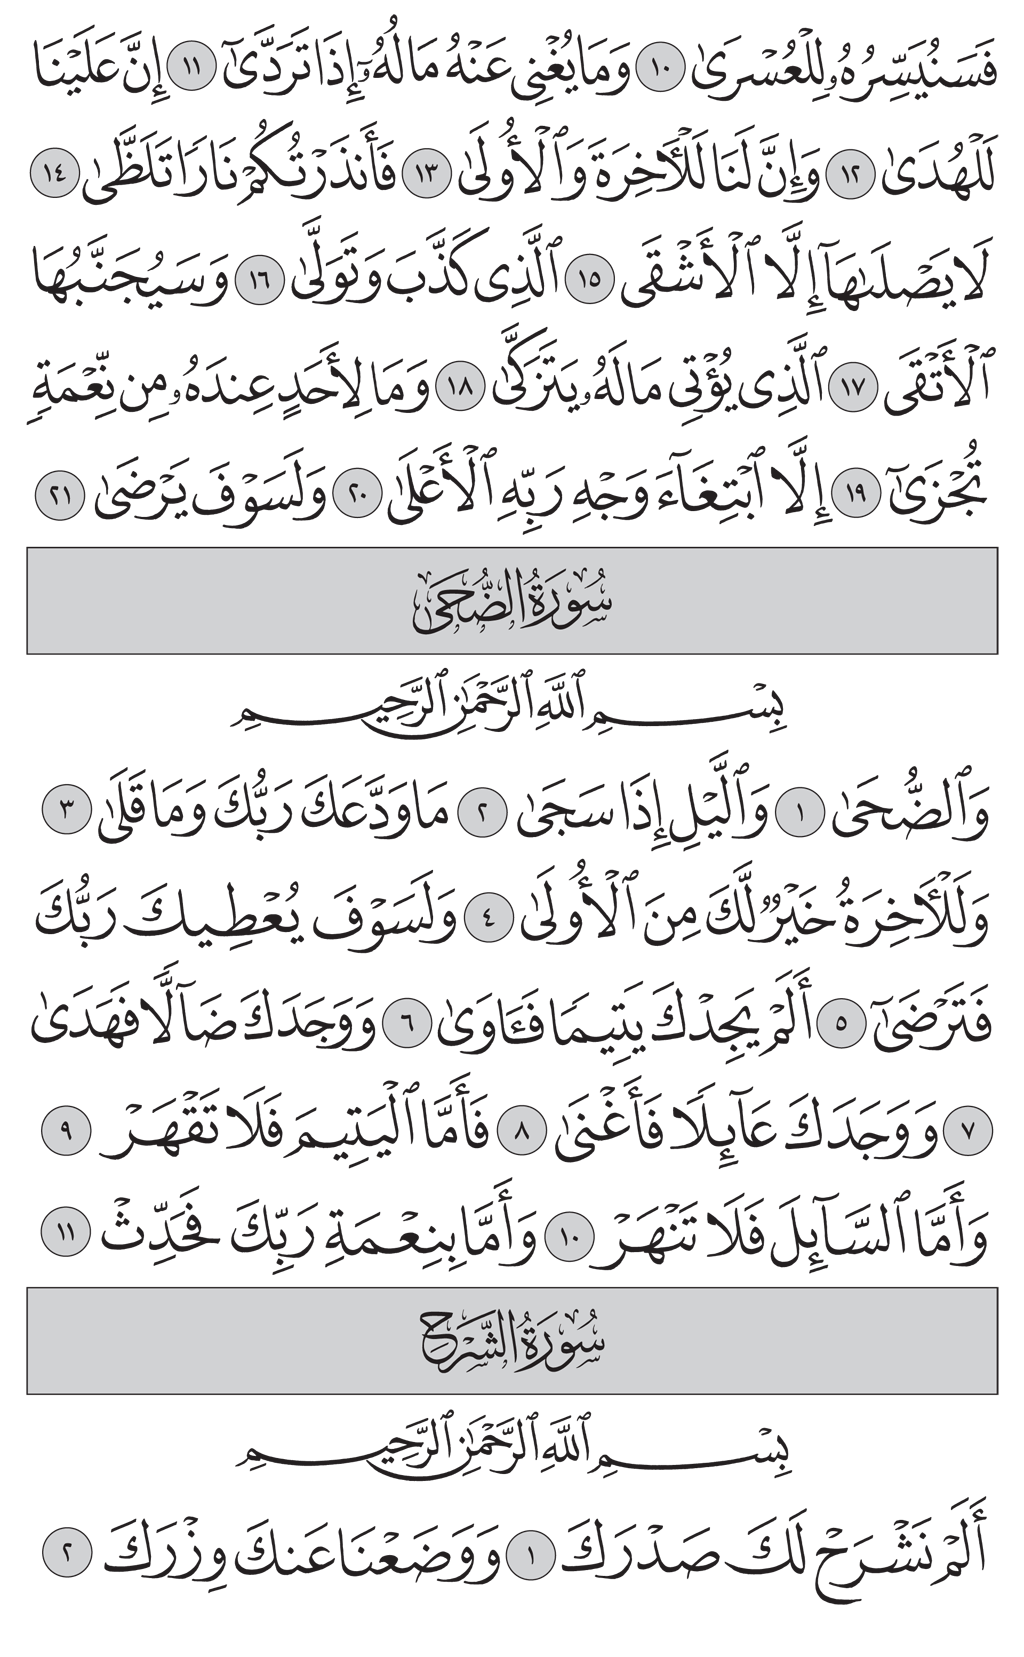 فَسَنُيَسِّرُهُۥ لِلْعُسْرَىٰ ١٠ وَمَا يُغْنِى عَنْهُ مَالُهُۥٓ إِذَا تَرَدَّىٰٓ ١١ إِنَّ عَلَيْنَا
لَلْهُدَىٰ ١٢ وَإِنَّ لَنَا لَلْـَٔاخِرَةَ وَٱلْأُولَىٰ ١٣ فَأَنذَرْتُكُمْ نَارًا تَلَظَّىٰ ١٤
لَا يَصْلَىٰهَآ إِلَّا ٱلْأَشْقَى ١٥ ٱلَّذِى كَذَّبَ وَتَوَلَّىٰ ١٦ وَسَيُجَنَّبُهَا
ٱلْأَتْقَى ١٧ ٱلَّذِى يُؤْتِى مَالَهُۥ يَتَزَكَّىٰ ١٨ وَمَا لِأَحَدٍ عِندَهُۥ مِن نِّعْمَةٍ
تُجْزَىٰٓ ١٩ إِلَّا ٱبْتِغَآءَ وَجْهِ رَبِّهِ ٱلْأَعْلَىٰ ٢٠ وَلَسَوْفَ يَرْضَىٰ ٢١
سُورَةُ الضُّحَىٰ
بِسْمِ ٱللَّهِ ٱلرَّحْمَٰنِ ٱلرَّحِيمِ
وَٱلضُّحَىٰ ١ وَٱلَّيْلِ إِذَا سَجَىٰ ٢ مَا وَدَّعَكَ رَبُّكَ وَمَا قَلَىٰ ٣
وَلَلْـَٔاخِرَةُ خَيْرٌ لَّكَ مِنَ ٱلْأُولَىٰ ٤ وَلَسَوْفَ يُعْطِيكَ رَبُّكَ
فَتَرْضَىٰٓ ٥ أَلَمْ يَجِدْكَ يَتِيمًا فَـَٔاوَىٰ ٦ وَوَجَدَكَ ضَآلًّا فَهَدَىٰ
٧ وَوَجَدَكَ عَآئِلًا فَأَغْنَىٰ ٨ فَأَمَّا ٱلْيَتِيمَ فَلَا تَقْهَرْ ٩
وَأَمَّا ٱلسَّآئِلَ فَلَا تَنْهَرْ ١٠ وَأَمَّا بِنِعْمَةِ رَبِّكَ فَحَدِّثْ ١١
سُورَةُ الشَّرْحِ
بِسْمِ ٱللَّهِ ٱلرَّحْمَٰنِ ٱلرَّحِيمِ
أَلَمْ نَشْرَحْ لَكَ صَدْرَكَ ١ وَوَضَعْنَا عَنكَ وِزْرَكَ ٢